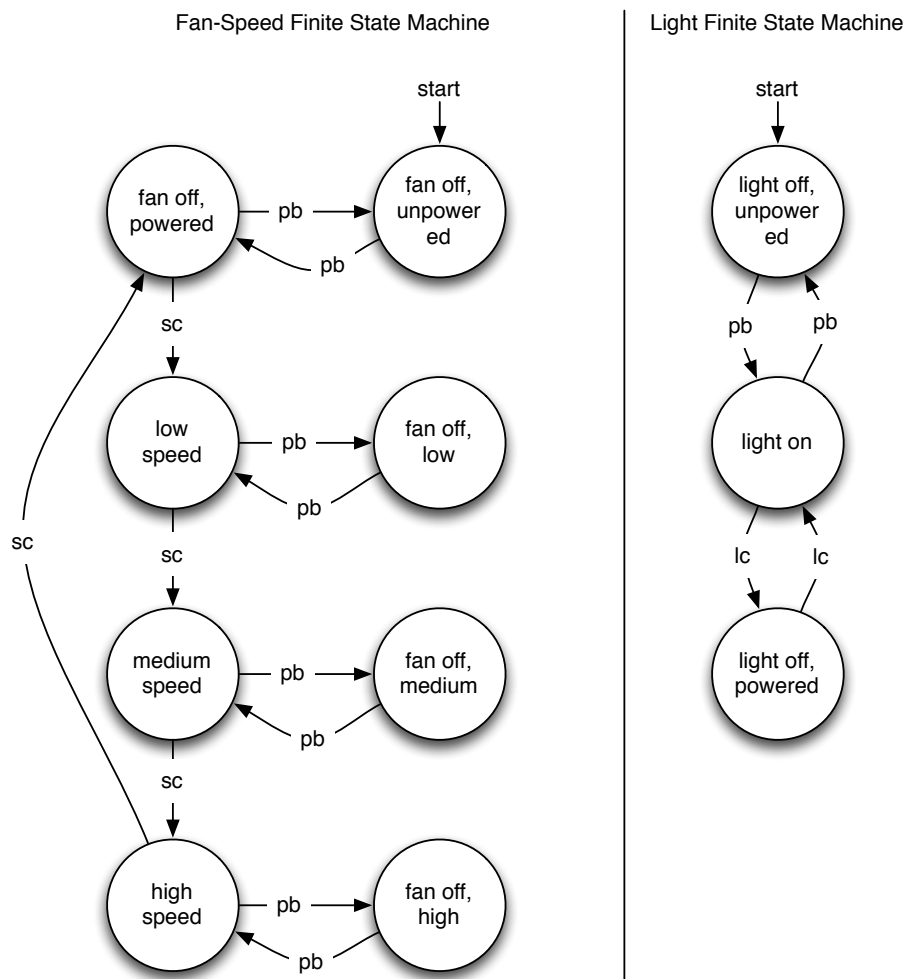 Fan-Speed Finite State Machine
Light Finite State Machine
start
start
fan off,
powered
pb
fan off,
unpower
ed
pb
light off,
unpower
ed
sc
pb
pb
low
speed
pb
fan off,
low
pb
light on
sc
sc
lc
lc
medium
speed
pb
fan off,
medium
pb
light off,
powered
sc
high
speed
pb
fan off,
high
pb